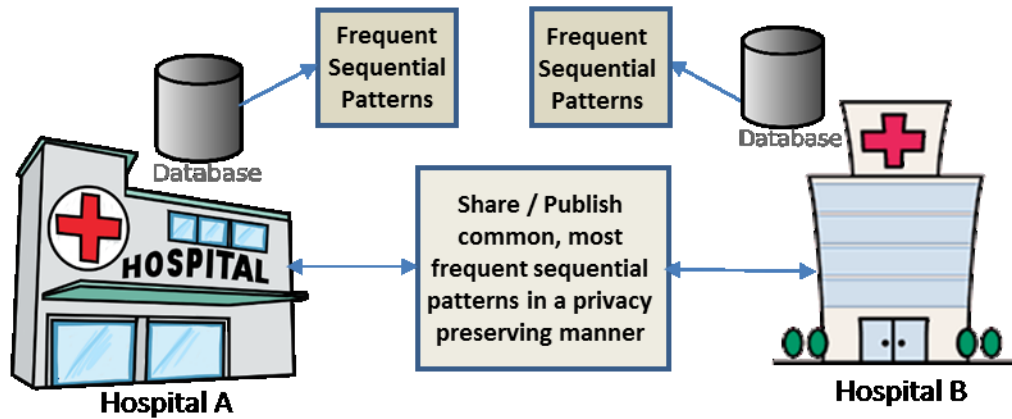 Frequent
Sequential
Patterns
Frequent
Sequential
Patterns
Database
Database
HOSPITAL
Share / Publish
common, most
frequent sequential
patterns in a privacy
preserving manner
Hospital A
Hospital B